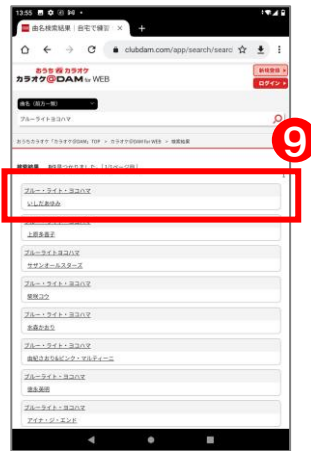 13:55
曲名検索結果｜自宅で練習
clubdam.com/app/search/searc
おうち de カラオケ
カラオケ@DAM for WEB
新規登録
ログイン
曲名（前方一致）
ブルーライトヨコハマ
おうちカラオケ「カラオケ@DAM」TOP > カラオケ@DAM for WEB > 検索結果
9
検索結果
ブルー・ライト・ヨコハマ
いしだあゆみ
上原多香子
ブルーライトヨコハマ
サザンオールスターズ
ブルー・ライト・ヨコハマ
柴咲コウ
ブルー・ライト・ヨコハマ
水森かおり
ブルー・ライト・ヨコハマ
由紀さおり&ピンク・マルティーニ
ブルー・ライト・ヨコハマ
徳永英明
ブルー・ライト・ヨコハマ
アイナ・ジ・エンド